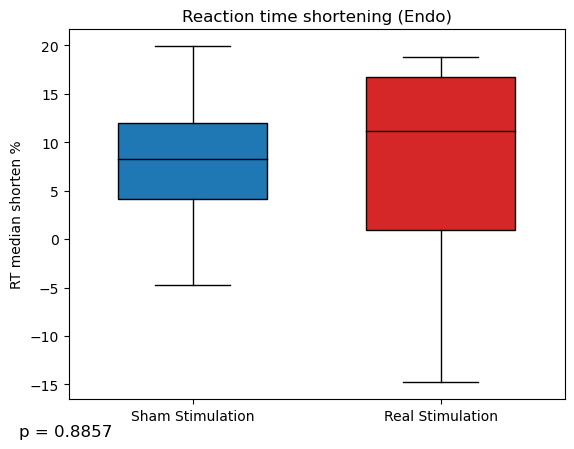 Reaction time shortening (Endo)
RT median shorten %
20
15
10
5
0
−5
−10
−15
Sham Stimulation
Real Stimulation
p = 0.8857